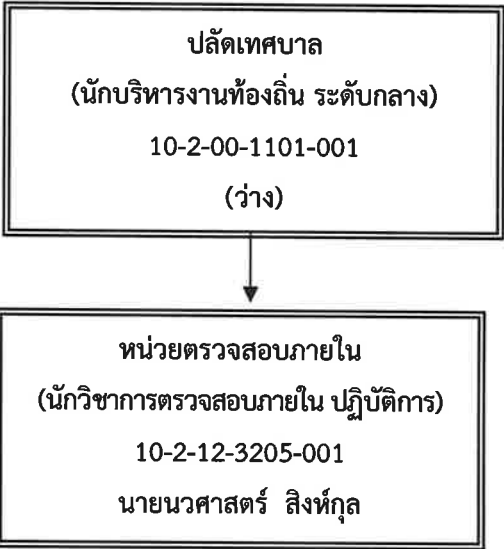 ปลัดเทศบาล
(นักบริหารงานท้องถิ่น ระดับกลาง)
10-2-00-1101-001
(ว่าง)
หน่วยตรวจสอบภายใน
(นักวิชาการตรวจสอบภายใน ปฏิบัติการ)
10-2-12-3205-001
นายนวศาสตร์ สิงห์กุล